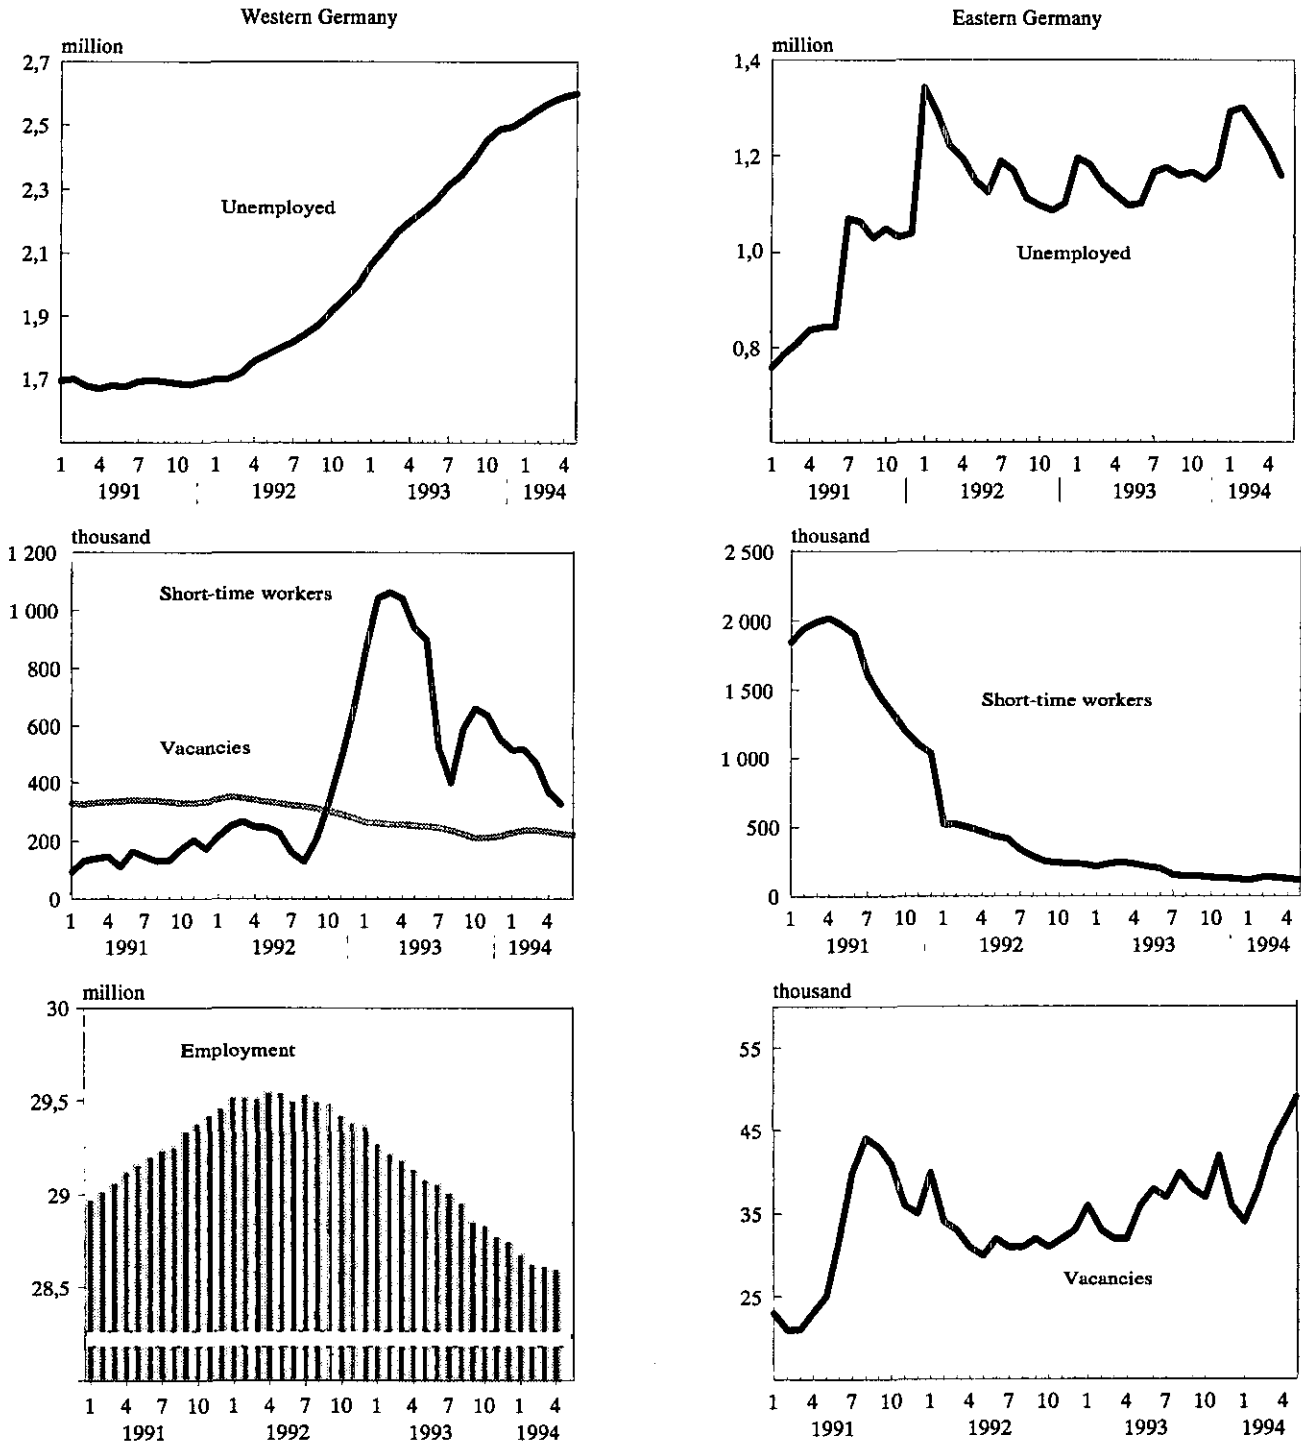 Western Germany
million
2,7
2,5
2,3
2,1
1,9
1,7
Unemployed
1 4 7 10 1 4 7 10 1 4 7 10 1 4
1991 1992 1993 1994
Eastern Germany
million
1,4
1,2
1,0
0,8
Unemployed
1 4 7 10 1 4 7 10 1 4 7 10 1 4
1991 1992 1993 1994
thousand
1 200
1 000
800
600
400
200
0
Short-time workers
Vacancies
1 4 7 10 1 4 7 10 1 4 7 10 1 4
1991 1992 1993 1994
thousand
2 500
2 000
1 500
1 000
500
0
Short-time workers
1 4 7 10 1 4 7 10 1 4 7 10 1 4
1991 1992 1993 1994
million
30
29,5
29
28,5
Employment
1 4 7 10 1 4 7 10 1 4 7 10 1 4
1991 1992 1993 1994
thousand
55
45
35
25
Vacancies
1 4 7 10 1 4 7 10 1 4 7 10 1 4
1991 1992 1993 1994